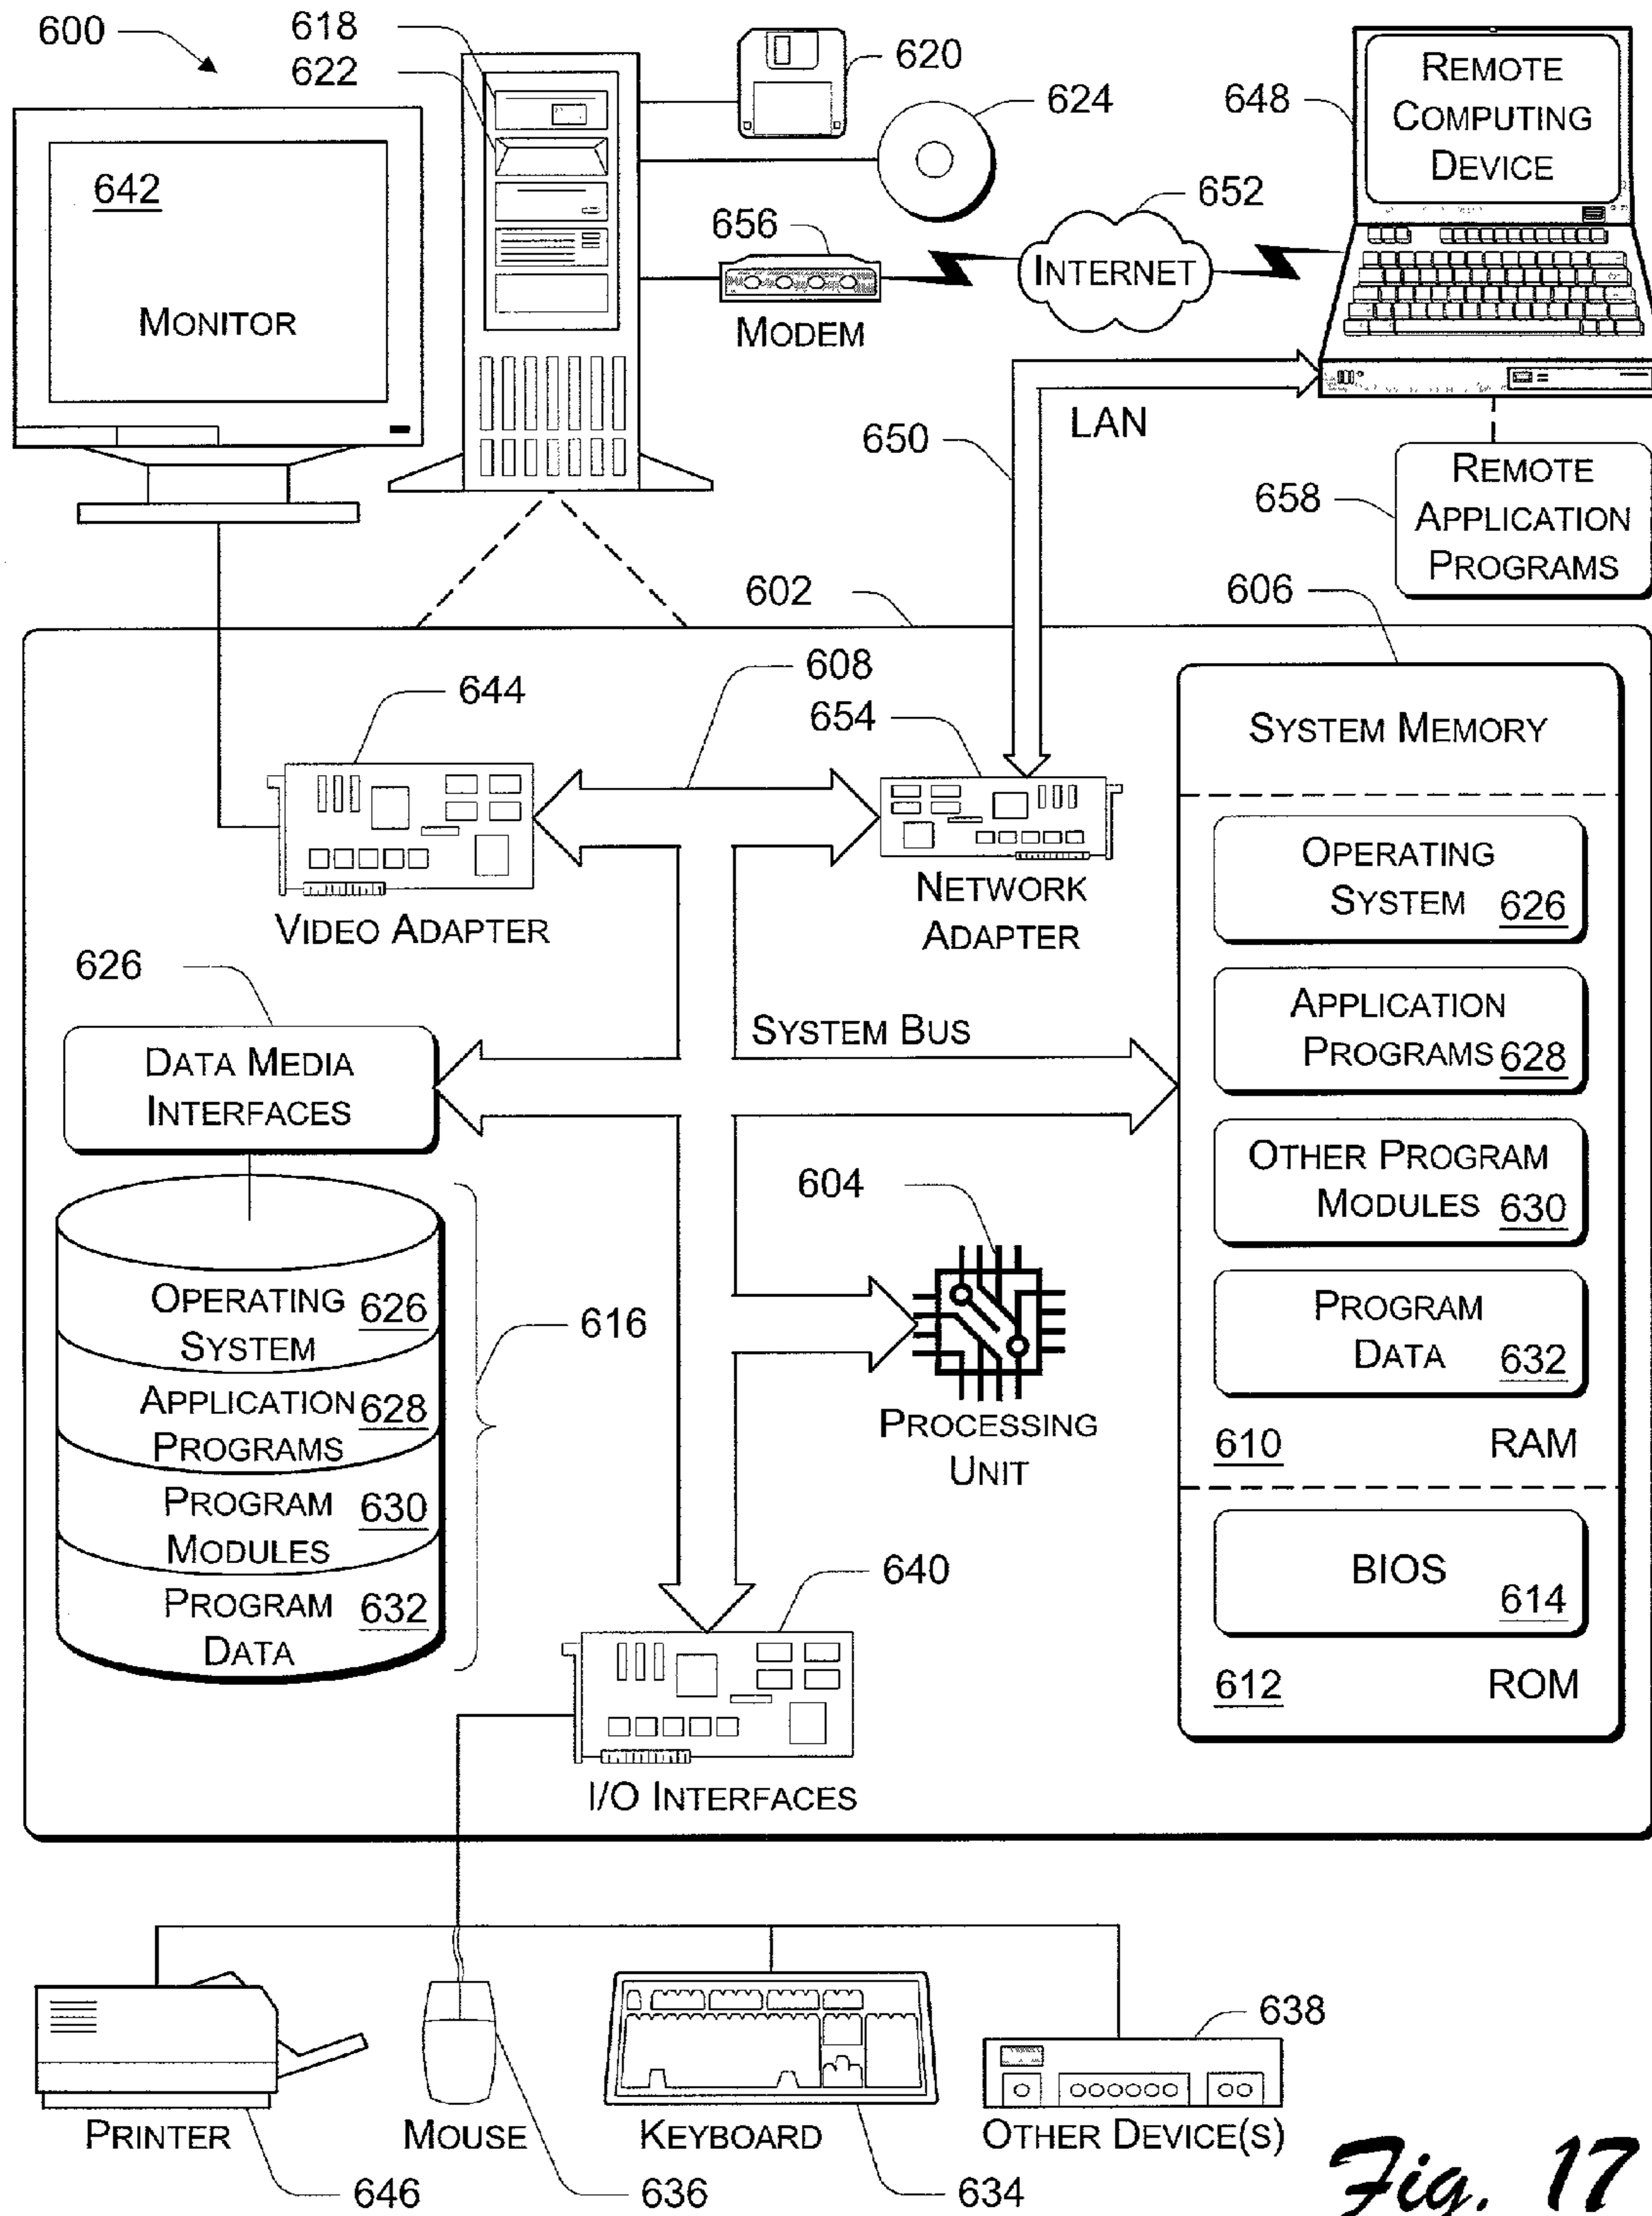 600
618
622
620
624
648
REMOTE
COMPUTING
DEVICE
642
MONITOR
656
MODEM
652
INTERNET
650
LAN
658
REMOTE
APPLICATION
PROGRAMS
602
606
608
644
654
VIDEO ADAPTER
NETWORK
ADAPTER
SYSTEM MEMORY
OPERATING
SYSTEM 626
APPLICATION
PROGRAMS 628
OTHER PROGRAM
MODULES 630
PROGRAM
DATA 632
610 RAM
BIOS
614
612 ROM
626
DATA MEDIA
INTERFACES
SYSTEM BUS
604
PROCESSING
UNIT
OPERATING 626
SYSTEM
APPLICATION 628
PROGRAMS
PROGRAM 630
MODULES
PROGRAM 632
DATA
616
640
I/O INTERFACES
638
PRINTER
MOUSE
KEYBOARD
OTHER DEVICE(S)
646
636
634
Fig. 17